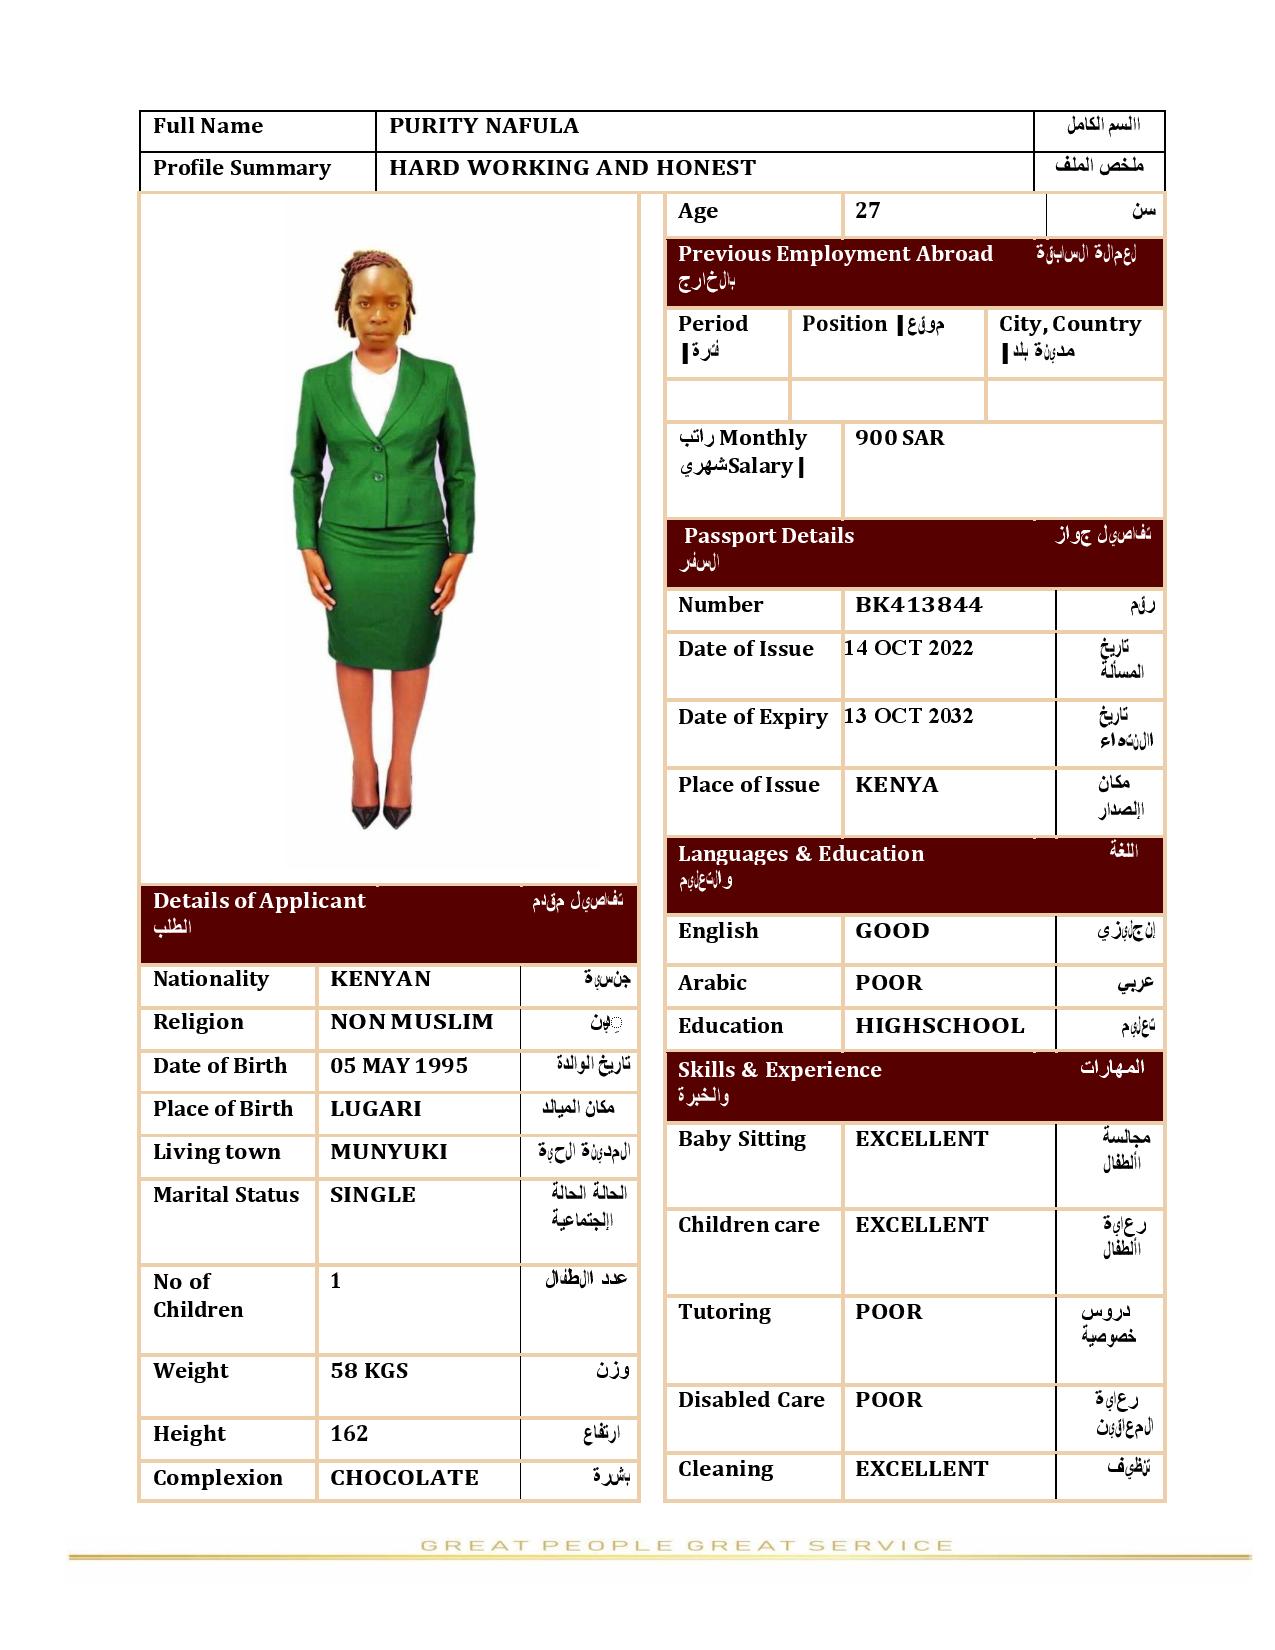 Full Name PURITY NAFULA االسم الكامل
Profile Summary HARD WORKING AND HONEST ملخص الملف
Age 27 سن
Previous Employment Abroad لعمالة السابقة
بالخارج
Period Position |موقع City, Country
|فترة مدينة بلد|
راتب Monthly 900 SAR
شهريSalary |
Passport Details تفاصيل جواز
السفر
Number BK413844 رقم
Date of Issue 14 OCT 2022 تاريخ
المسألة
Date of Expiry 13 OCT 2032 تاريخ
االنتهاء
Place of Issue KENYA مكان
اإلصدار
Languages & Education اللغة
والتعليم
English GOOD إنجليزي
Arabic POOR عربي
Education HIGHSCHOOL تعليم
Skills & Experience المهارات
والخبرة
Baby Sitting EXCELLENT مجالسة
األطفال
Children care EXCELLENT رعاية
األطفال
Tutoring POOR دروس
خصوصية
Disabled Care POOR رعاية
المعاقين
Cleaning EXCELLENT تنظيف
Details of Applicant تفاصيل مقدم
الطلب
Nationality KENYAN جنسية
Religion NON MUSLIM دِين
Date of Birth 05 MAY 1995 تاريخ الوالدة
Place of Birth LUGARI مكان الميالد
Living town MUNYUKI المدينة الحية
Marital Status SINGLE الحالة الحالة
اإلجتماعية
No of 1 عدد االطفال
Children
Weight 58 KGS وزن
Height 162 ارتفاع
Complexion CHOCOLATE بشرة
GREAT PEOPLE GREAT SERVICE